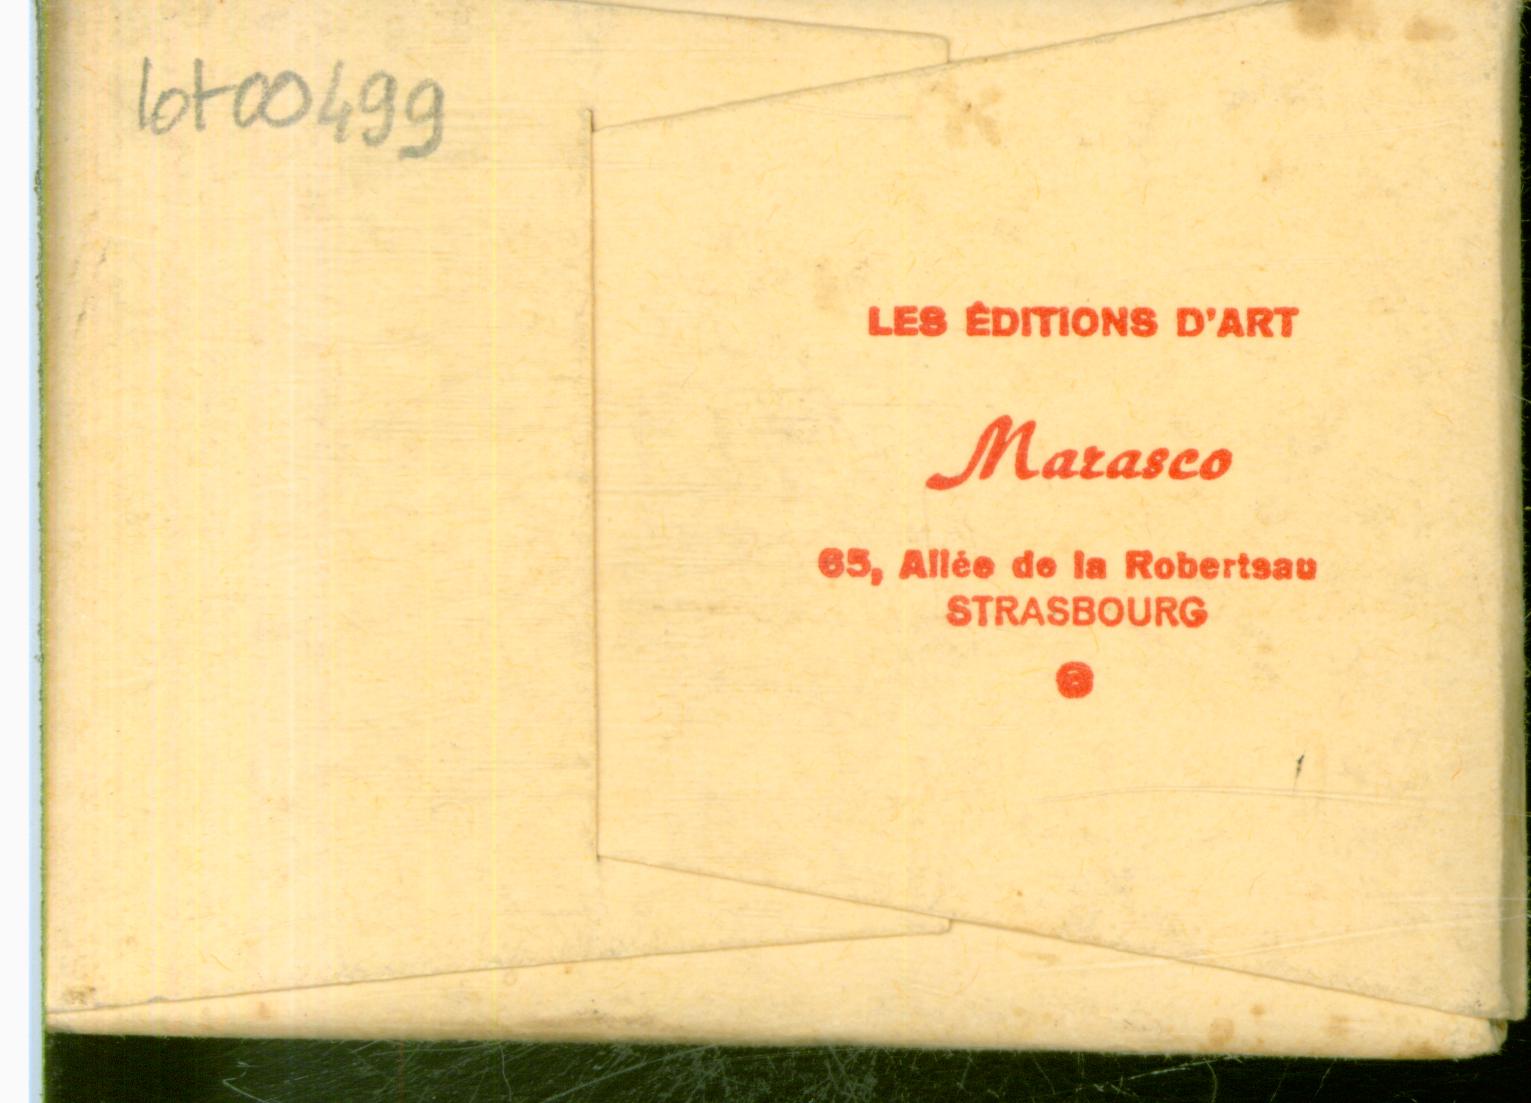 lot00499
LES ÉDITIONS D'ART
Marasco
65, Allée de la Robertsau
STRASBOURG